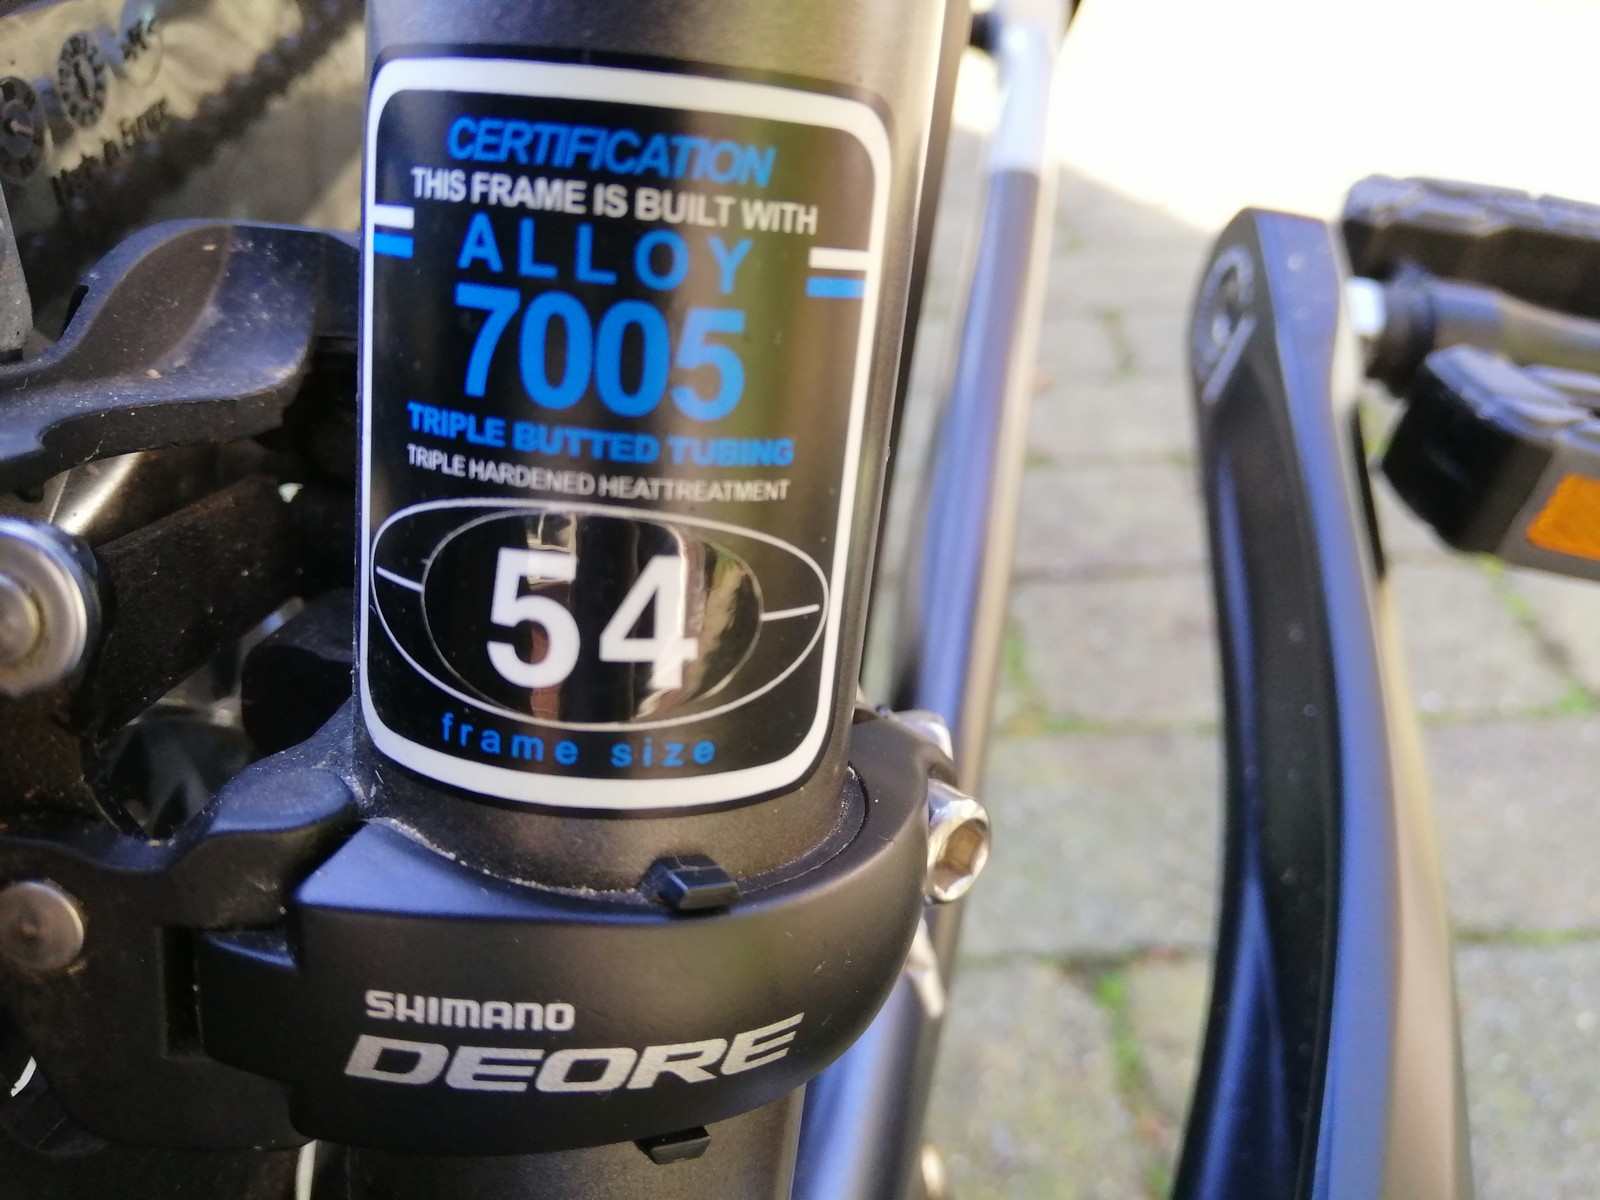 CERTIFICATION
THIS FRAME IS BUILT WITH
ALLOY
7005
TRIPLE BUTTED TUBING
TRIPLE HARDENED HEATTREATMENT
54
frame size
SHIMANO
DEORE